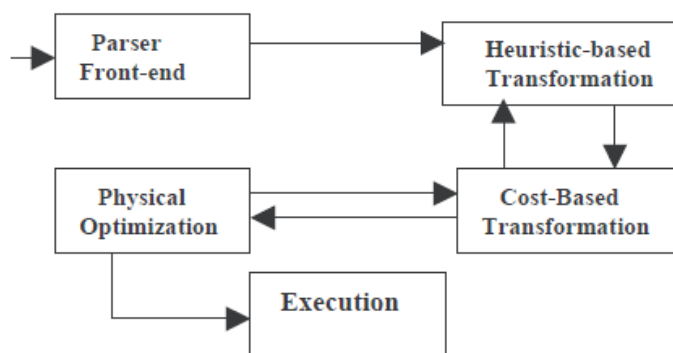 Parser
Front-end
Heuristic-based
Transformation
Physical
Optimization
Cost-Based
Transformation
Execution